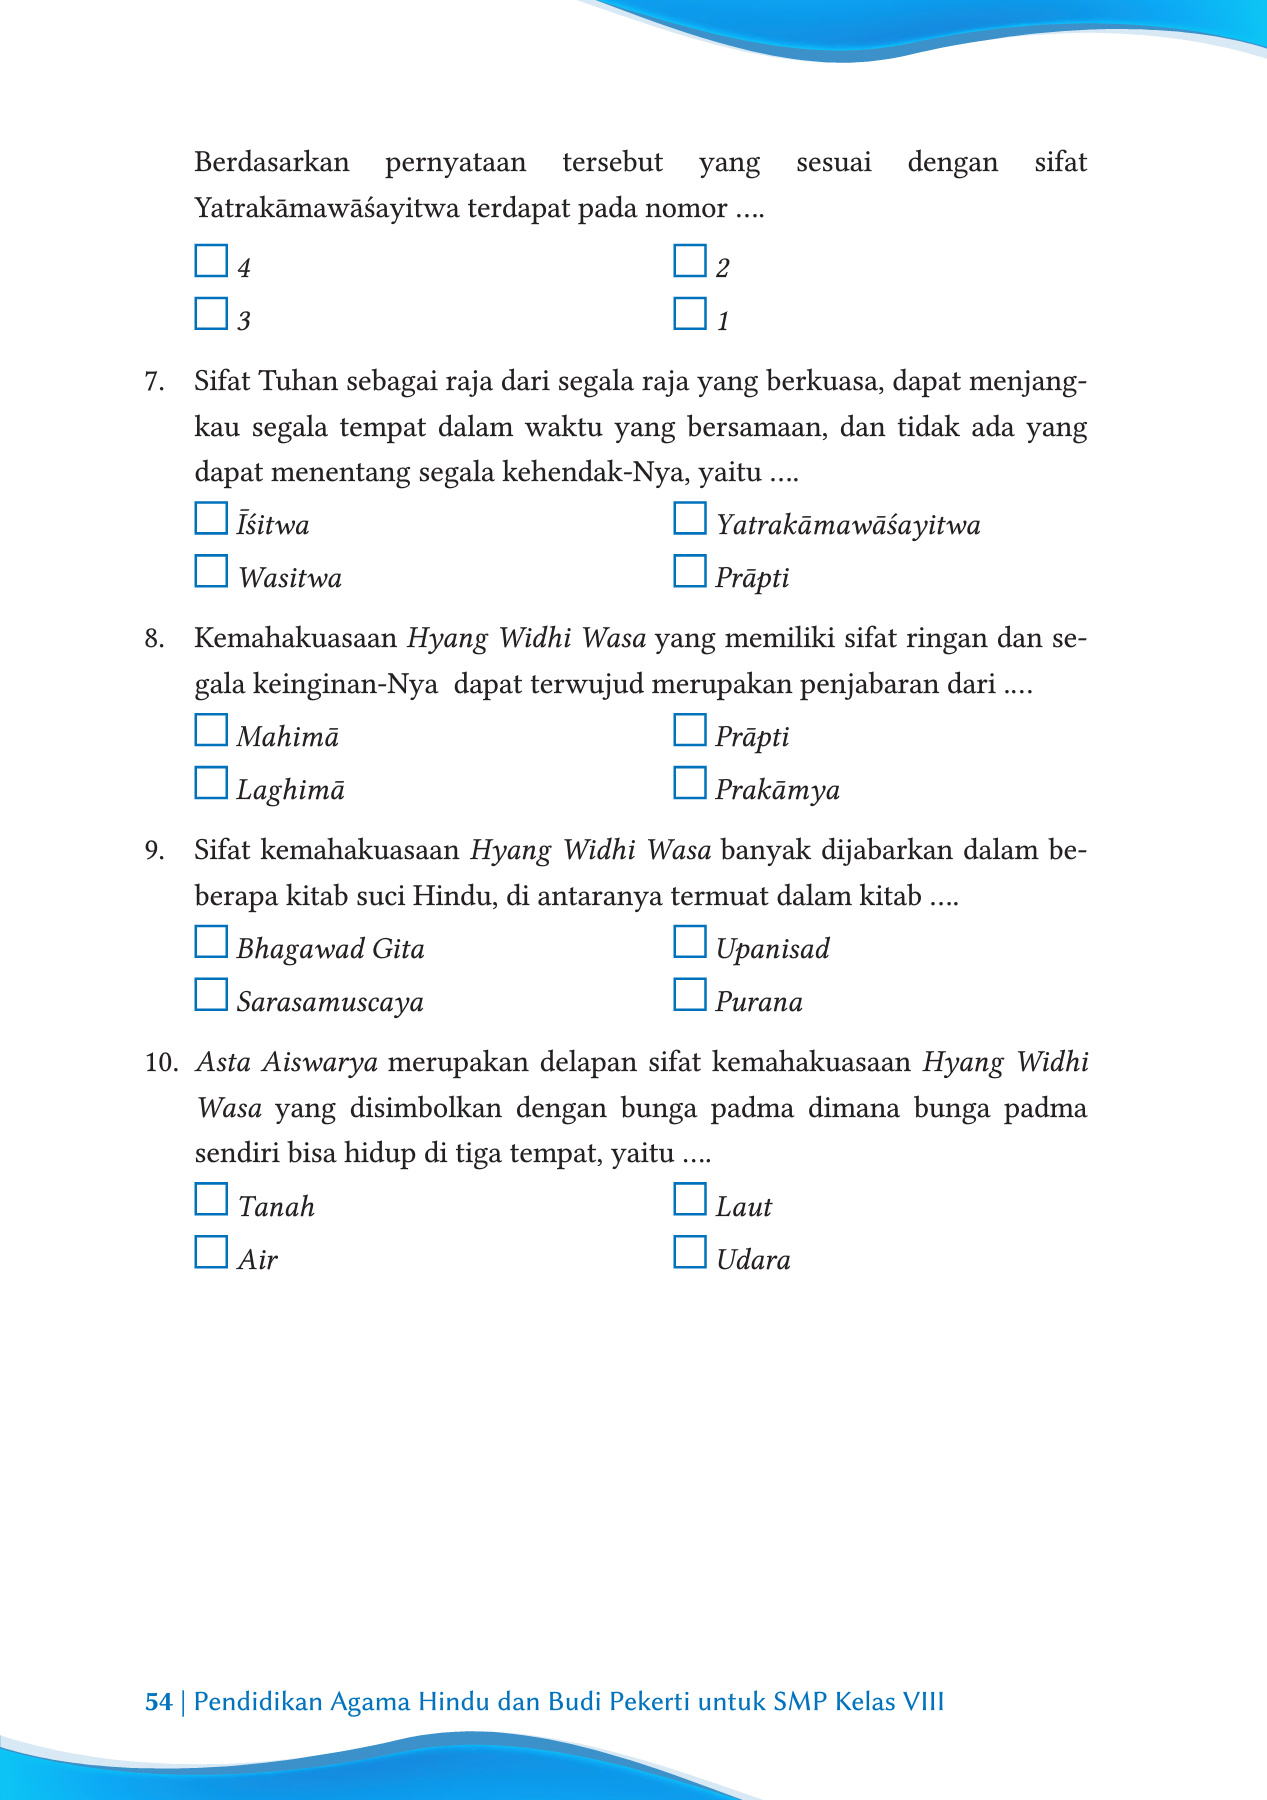 Berdasarkan pernyataan tersebut yang sesuai dengan sifat
Yatrakāmawāśayitwa terdapat pada nomor ….
4
2
3
1
7. Sifat Tuhan sebagai raja dari segala raja yang berkuasa, dapat menjang-
kau segala tempat dalam waktu yang bersamaan, dan tidak ada yang
dapat menentang segala kehendak-Nya, yaitu ….
Īśitwa
Yatrakāmawāśayitwa
Wasitwa
Prāpti
8. Kemahakuasaan Hyang Widhi Wasa yang memiliki sifat ringan dan se-
gala keinginan-Nya dapat terwujud merupakan penjabaran dari ….
Mahimā
Prāpti
Laghimā
Prakāmya
9. Sifat kemahakuasaan Hyang Widhi Wasa banyak dijabarkan dalam be-
berapa kitab suci Hindu, di antaranya termuat dalam kitab ….
Bhagawad Gita
Upanisad
Sarasamuscaya
Purana
10. Asta Aiswarya merupakan delapan sifat kemahakuasaan Hyang Widhi
Wasa yang disimbolkan dengan bunga padma dimana bunga padma
sendiri bisa hidup di tiga tempat, yaitu ….
Tanah
Laut
Air
Udara
54 | Pendidikan Agama Hindu dan Budi Pekerti untuk SMP Kelas VIII